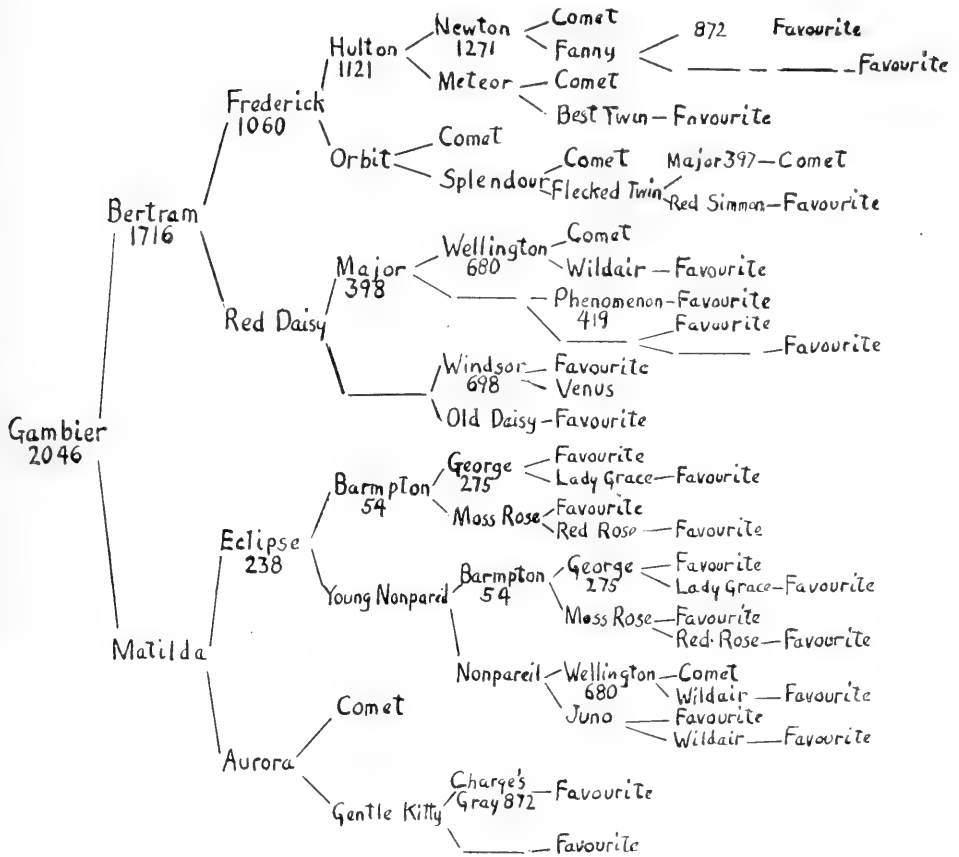 Comet
Newton
1271
872 Favourite
Fanny
Favourite
Hulton
1121
Meteor
Comet
Best Twin — Favourite
Frederick
1060
Comet
Orbit
Splendour
Comet
Flecked Twin
Major 397 — Comet
Red Simmon — Favourite
Bertram
1716
Wellington
680
Comet
Wildair — Favourite
Major
398
Phenomenon — Favourite
419
Favourite
Favourite
Red Daisy
Windsor
698
Favourite
Venus
Old Daisy — Favourite
Gambier
2046
George
275
Favourite
Lady Grace — Favourite
Barmpton
54
Moss Rose
Favourite
Red Rose — Favourite
Eclipse
238
Young Nonpareil
Barmpton
54
George
275
Favourite
Lady Grace — Favourite
Moss Rose — Favourite
Red Rose — Favourite
Matilda
Nonpareil
Wellington
680
Comet
Wildair — Favourite
Juno
Favourite
Wildair — Favourite
Comet
Aurora
Gentle Kitty
Charge's
Gray 872 — Favourite
Favourite